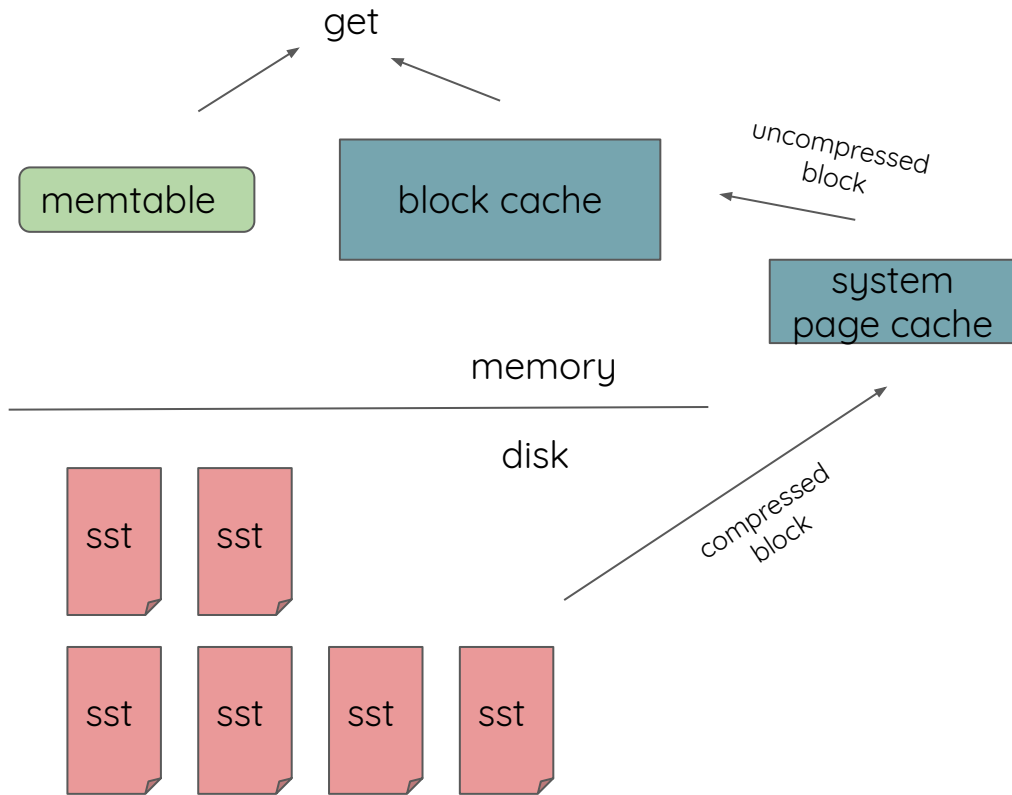 get
memtable
block cache
uncompressed
block
system
page cache
memory
disk
compressed
block
sst
sst
sst
sst
sst
sst